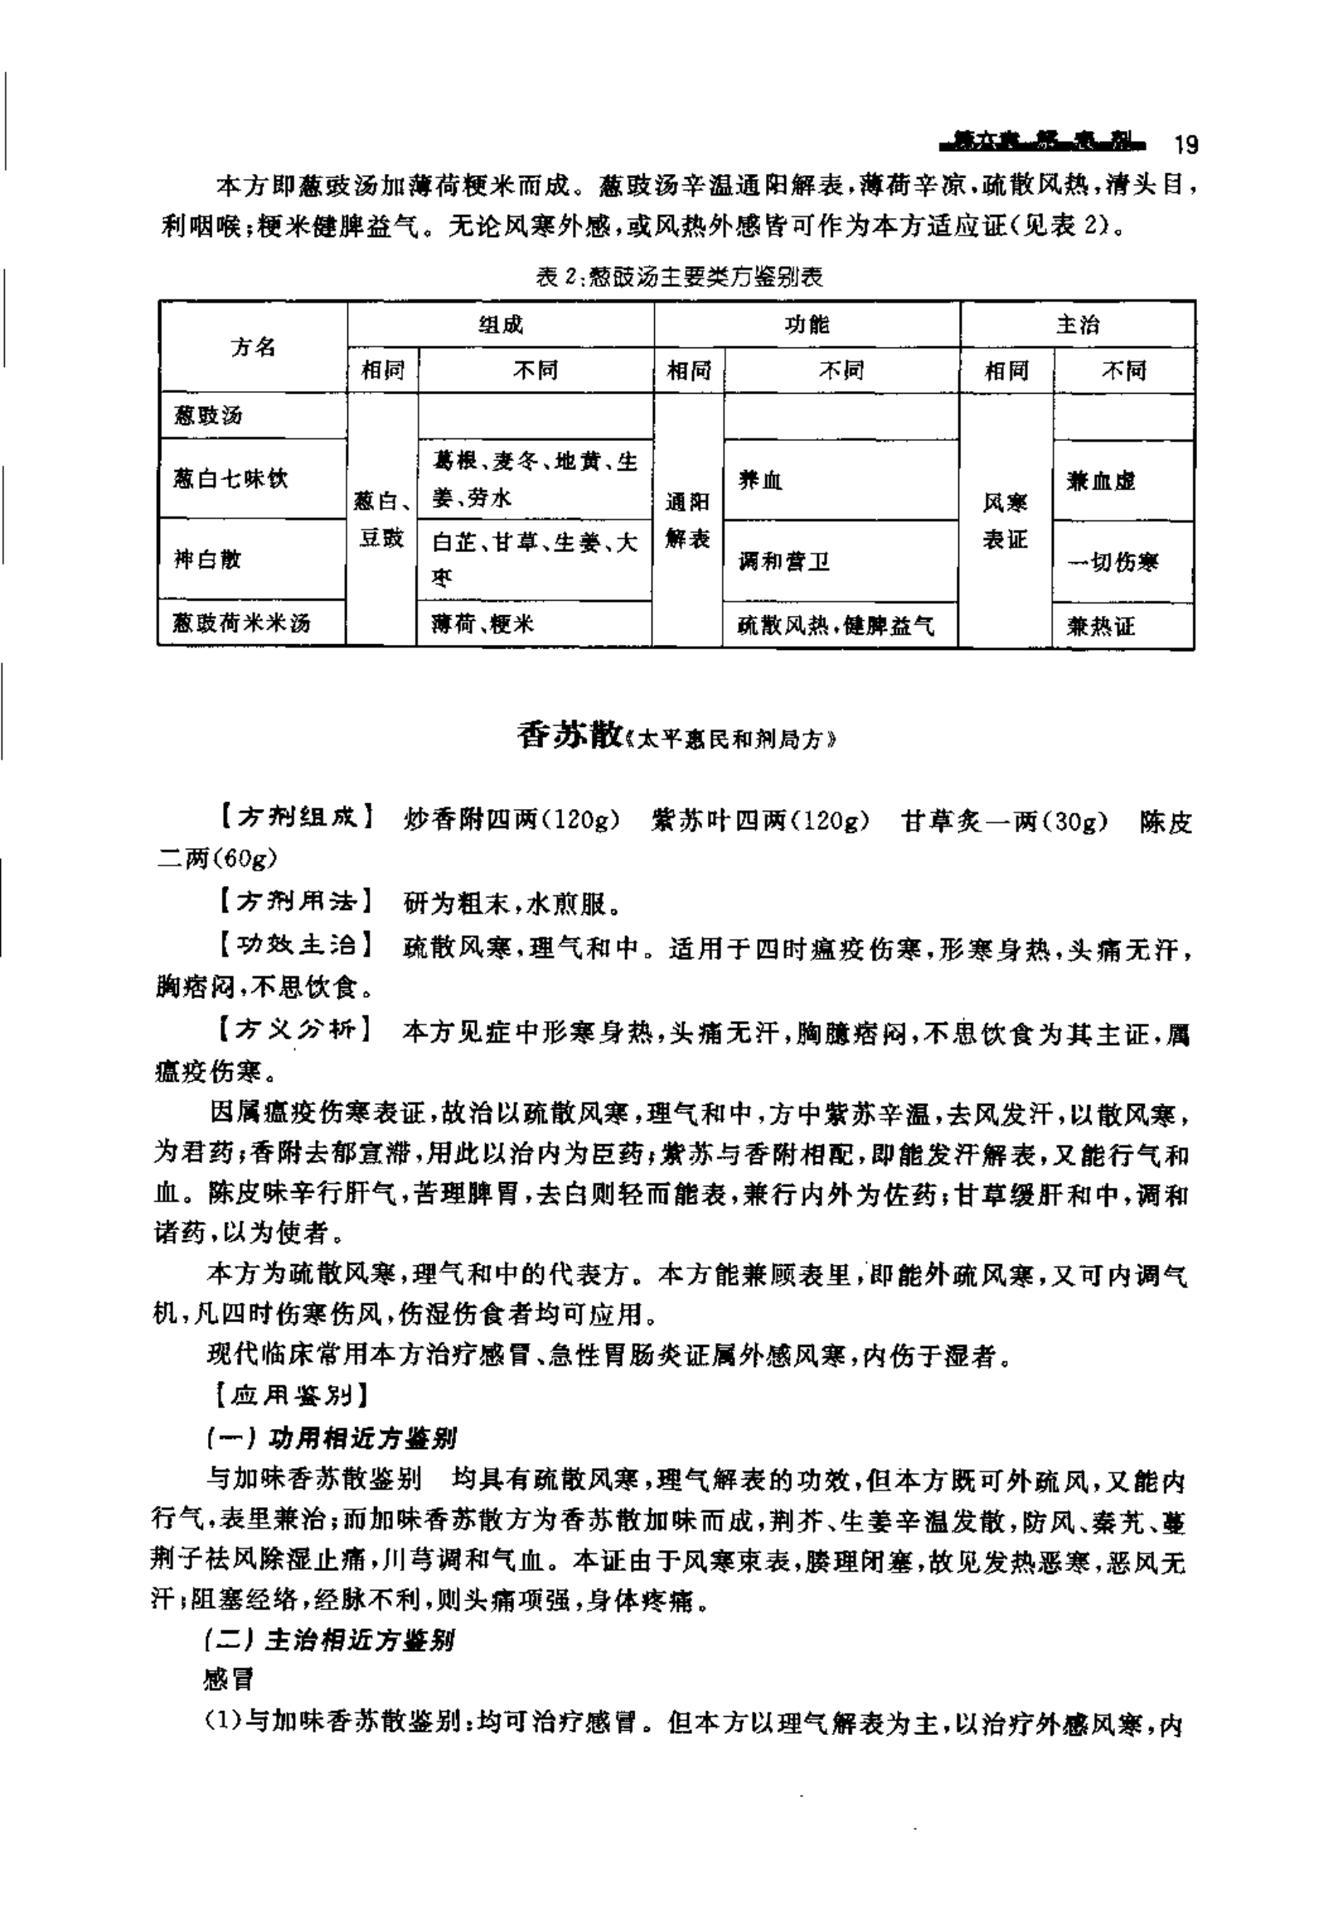 第六章 解表剂 19
本方即葱豉汤加薄荷粳米而成。葱豉汤辛温通阳解表,薄荷辛凉,疏散风热,清头目,
利咽喉;粳米健脾益气。无论风寒外感,或风热外感皆可作为本方适应证(见表 2)。
表 2:葱豉汤主要类方鉴别表
方名 组成 功能 主治
相同 不同 相同 不同 相同 不同
葱豉汤
葱白七味饮 葛根、麦冬、地黄、生
姜、劳水 养血 兼血虚
葱白、
豆豉 通阳
解表 风寒
表证
神白散 白芷、甘草、生姜、大
枣 调和营卫 一切伤寒
葱豉荷米米汤 薄荷、粳米 疏散风热,健脾益气 兼热证
香苏散《太平惠民和剂局方》
【方剂组成】 炒香附四两(120g) 紫苏叶四两(120g) 甘草炙一两(30g) 陈皮
二两(60g)
【方剂用法】 研为粗末,水煎服。
【功效主治】 疏散风寒,理气和中。适用于四时瘟疫伤寒,形寒身热,头痛无汗,
胸痞闷,不思饮食。
【方义分析】 本方见症中形寒身热,头痛无汗,胸臆痞闷,不思饮食为其主证,属
瘟疫伤寒。
因属瘟疫伤寒表证,故治以疏散风寒,理气和中,方中紫苏辛温,去风发汗,以散风寒,
为君药;香附去郁宣滞,用此以治内为臣药;紫苏与香附相配,即能发汗解表,又能行气和
血。陈皮味辛行肝气,苦理脾胃,去白则轻而能表,兼行内外为佐药;甘草缓肝和中,调和
诸药,以为使者。
本方为疏散风寒,理气和中的代表方。本方能兼顾表里,即能外疏风寒,又可内调气
机,凡四时伤寒伤风,伤湿伤食者均可应用。
现代临床常用本方治疗感冒、急性胃肠炎证属外感风寒,内伤于湿者。
【应用鉴别】
(一)功用相近方鉴别
与加味香苏散鉴别 均具有疏散风寒,理气解表的功效,但本方既可外疏风,又能内
行气,表里兼治;而加味香苏散方为香苏散加味而成,荆芥、生姜辛温发散,防风、秦艽、蔓
荆子祛风除湿止痛,川芎调和气血。本证由于风寒束表,腠理闭塞,故见发热恶寒,恶风无
汗;阻塞经络,经脉不利,则头痛项强,身体疼痛。
(二)主治相近方鉴别
感冒
(1)与加味香苏散鉴别:均可治疗感冒。但本方以理气解表为主,以治疗外感风寒,内